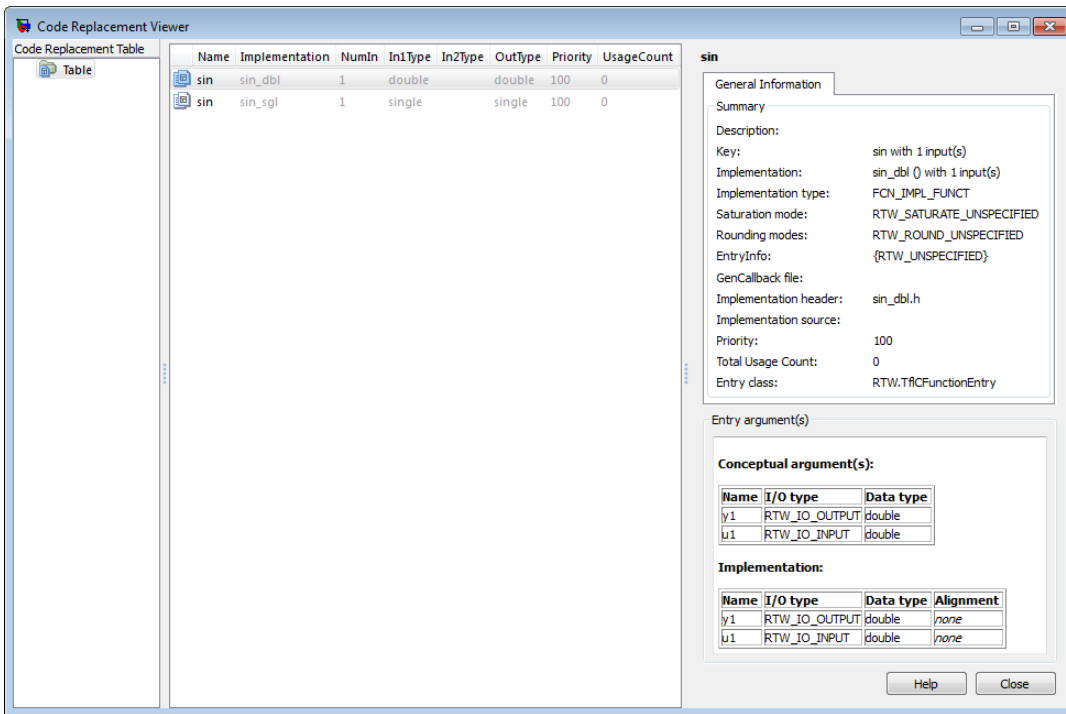 Code Replacement Viewer
Code Replacement Table
Table
Name Implementation NumIn In1Type In2Type OutType Priority UsageCount
sin sin_dbl 1 double double 100 0
sin sin_sgl 1 single single 100 0
sin
General Information
Summary
Description:
Key: sin with 1 input(s)
Implementation: sin_dbl () with 1 input(s)
Implementation type: FCN_IMPL_FUNCT
Saturation mode: RTW_SATURATE_UNSPECIFIED
Rounding modes: RTW_ROUND_UNSPECIFIED
EntryInfo: {RTW_UNSPECIFIED}
GenCallback file:
Implementation header: sin_dbl.h
Implementation source:
Priority: 100
Total Usage Count: 0
Entry class: RTW.TflCFunctionEntry
Entry argument(s)
Conceptual argument(s):
Name I/O type Data type
y1 RTW_IO_OUTPUT double
u1 RTW_IO_INPUT double
Implementation:
Name I/O type Data type Alignment
y1 RTW_IO_OUTPUT double none
u1 RTW_IO_INPUT double none
Help Close